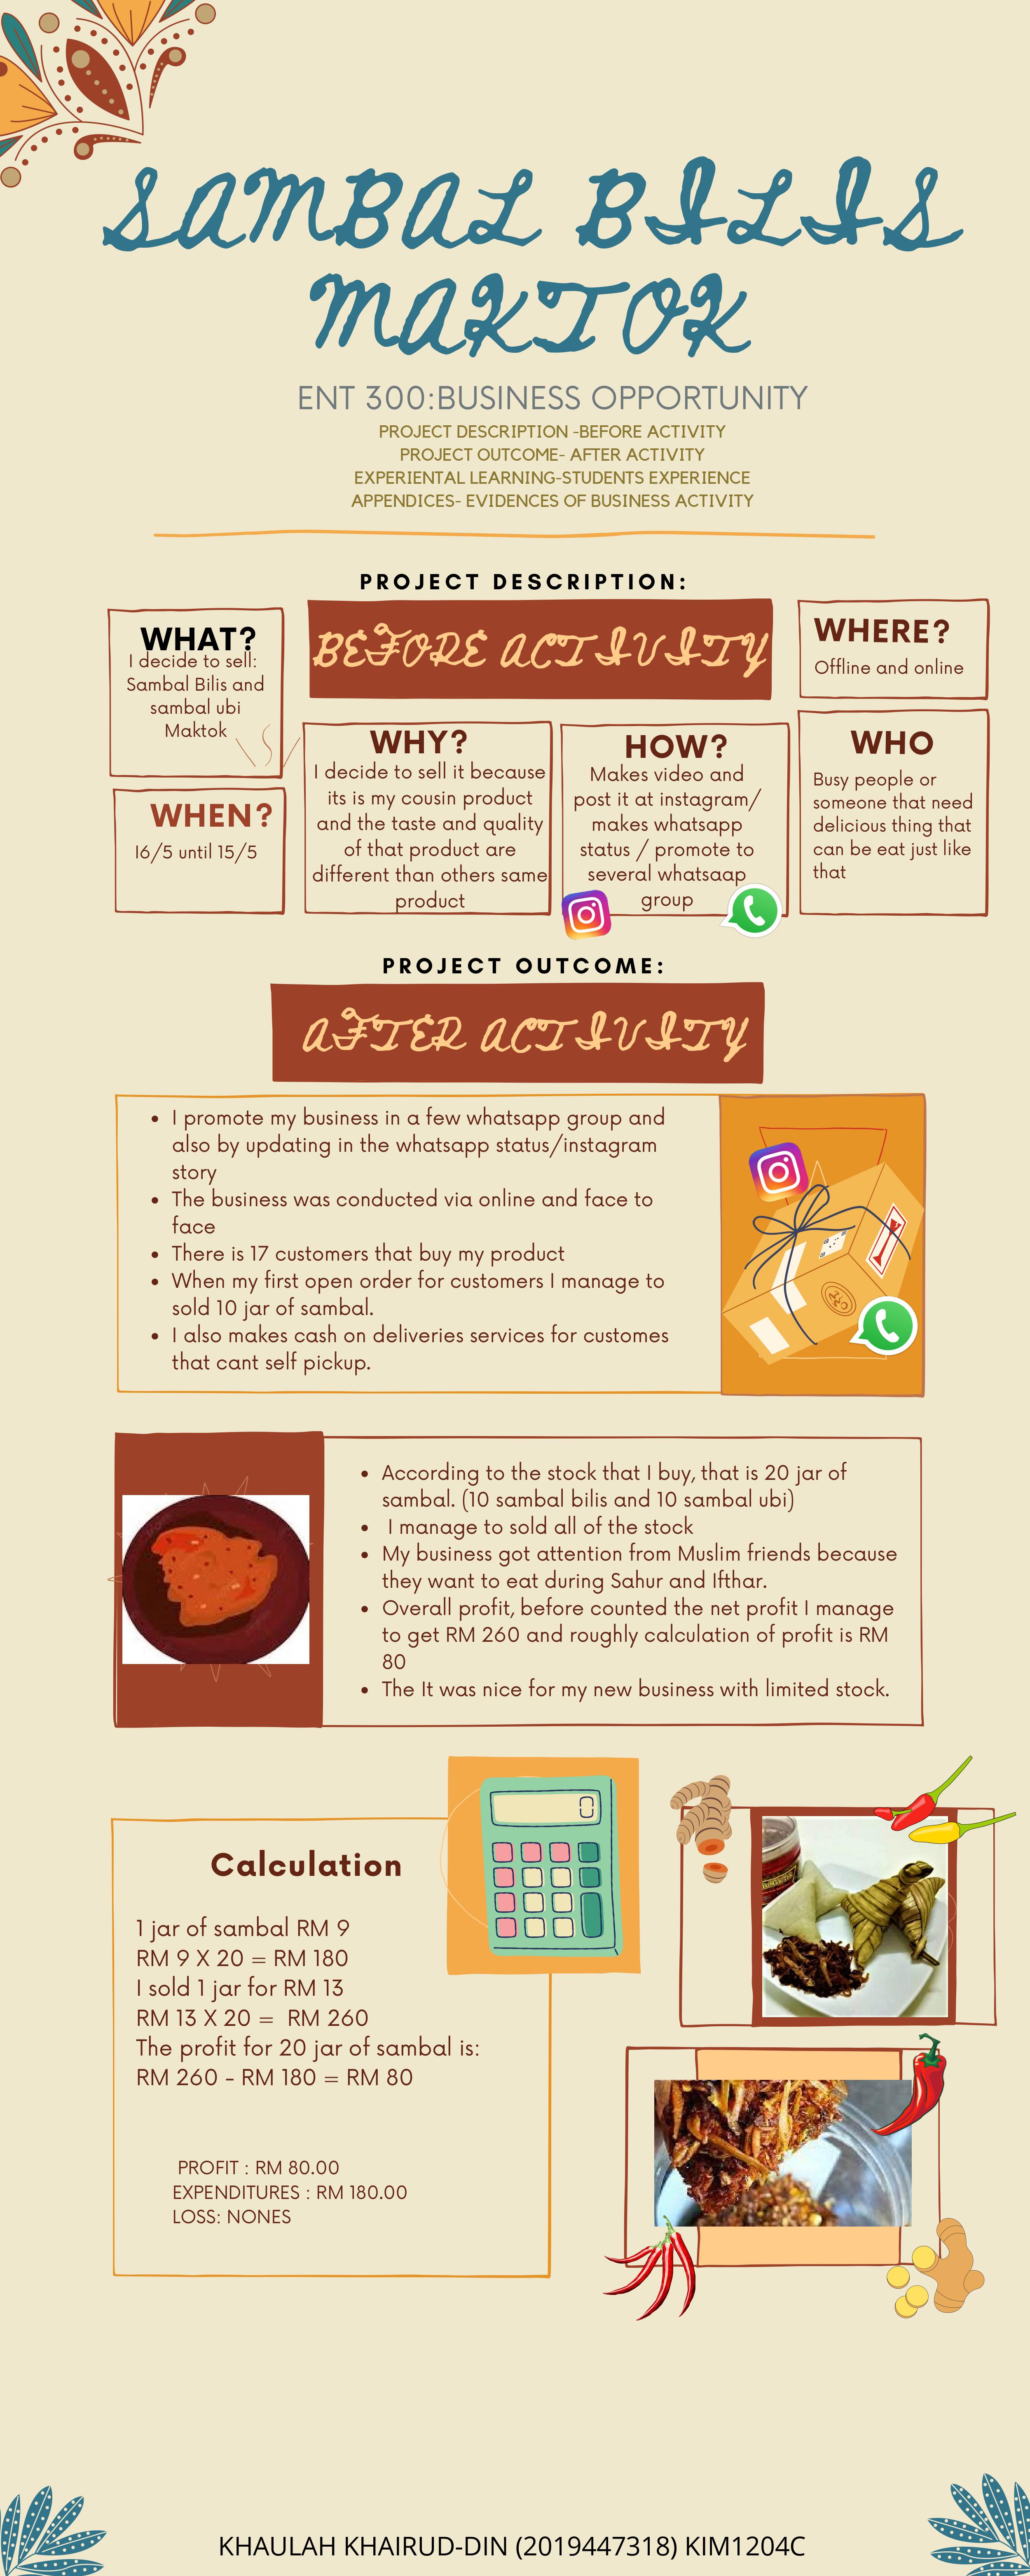 SAMBAL BILIS
MAKTOK
ENT 300:BUSINESS OPPORTUNITY
PROJECT DESCRIPTION -BEFORE ACTIVITY
PROJECT OUTCOME- AFTER ACTIVITY
EXPERIENTAL LEARNING-STUDENTS EXPERIENCE
APPENDICES- EVIDENCES OF BUSINESS ACTIVITY
PROJECT DESCRIPTION:
BEFORE ACTIVITY
WHAT?
I decide to sell:
Sambal Bilis and
sambal ubi
Maktok
WHEN?
16/5 until 15/5
WHY?
I decide to sell it because
its is my cousin product
and the taste and quality
of that product are
different than others same
product
HOW?
Makes video and
post it at instagram/
makes whatsapp
status / promote to
several whatsaap
group
WHERE?
Offline and online
WHO
Busy people or
someone that need
delicious thing that
can be eat just like
that
PROJECT OUTCOME:
AFTER ACTIVITY
• I promote my business in a few whatsapp group and
also by updating in the whatsapp status/instagram
story
• The business was conducted via online and face to
face
• There is 17 customers that buy my product
• When my first open order for customers I manage to
sold 10 jar of sambal.
• I also makes cash on deliveries services for customes
that cant self pickup.
• According to the stock that I buy, that is 20 jar of
sambal. (10 sambal bilis and 10 sambal ubi)
• I manage to sold all of the stock
• My business got attention from Muslim friends because
they want to eat during Sahur and Ifthar.
• Overall profit, before counted the net profit I manage
to get RM 260 and roughly calculation of profit is RM
80
• The It was nice for my new business with limited stock.
0
Calculation
1 jar of sambal RM 9
RM 9 X 20 = RM 180
I sold 1 jar for RM 13
RM 13 X 20 = RM 260
The profit for 20 jar of sambal is:
RM 260 - RM 180 = RM 80
PROFIT : RM 80.00
EXPENDITURES : RM 180.00
LOSS: NONES
KHAULAH KHAIRUD-DIN (2019447318) KIM1204C